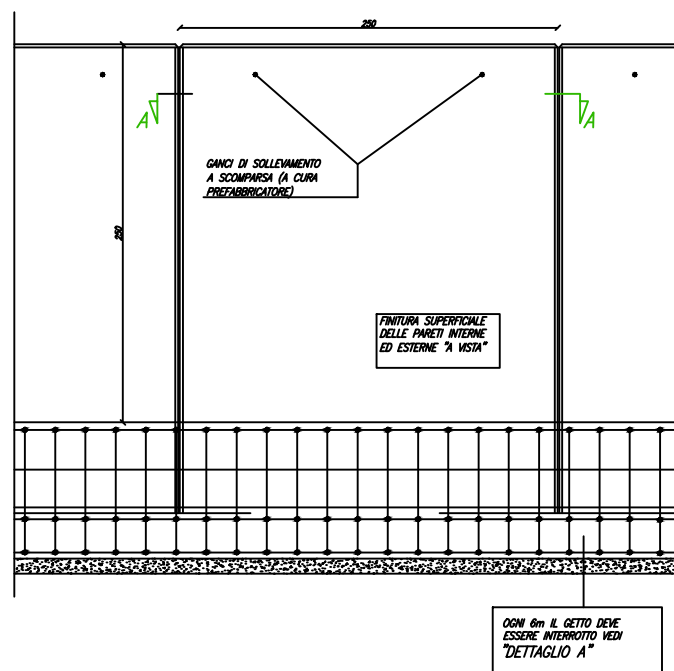 250
A
A
GANCI DI SOLLEVAMENTO
A SCOMPARSA (A CURA
PREFABBRICATORE)
250
FINITURA SUPERFICIALE
DELLE PARETI INTERNE
ED ESTERNE "A VISTA"
OGNI 6m IL GETTO DEVE
ESSERE INTERROTTO VEDI
"DETTAGLIO A"